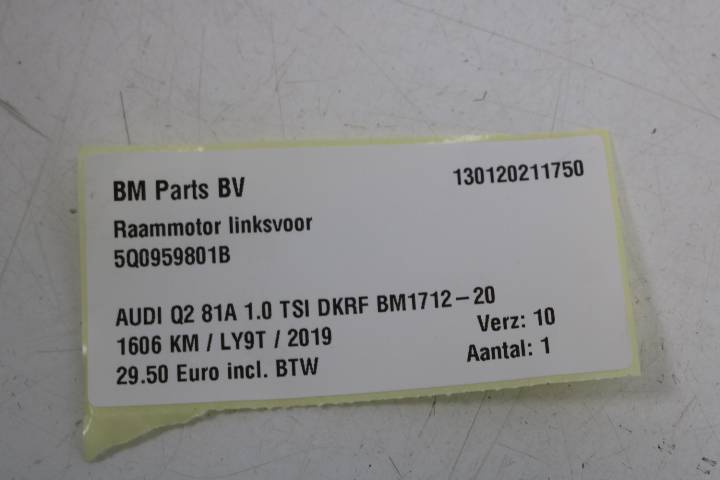 BM Parts BV
130120211750
Raammotor linksvoor
5Q0959801B
AUDI Q2 81A 1.0 TSI DKRF BM1712-20
1606 KM / LY9T / 2019
Verz: 10
29.50 Euro incl. BTW
Aantal: 1